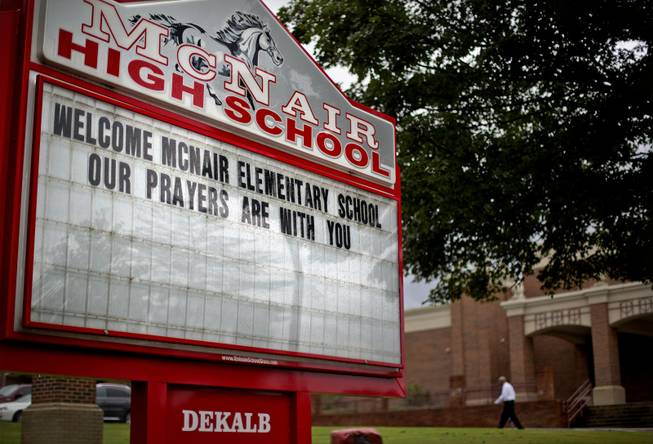 McNAIR
HIGH SCHOOL
WELCOME MCNAIR ELEMENTARY SCHOOL
OUR PRAYERS ARE WITH YOU
DEKALB